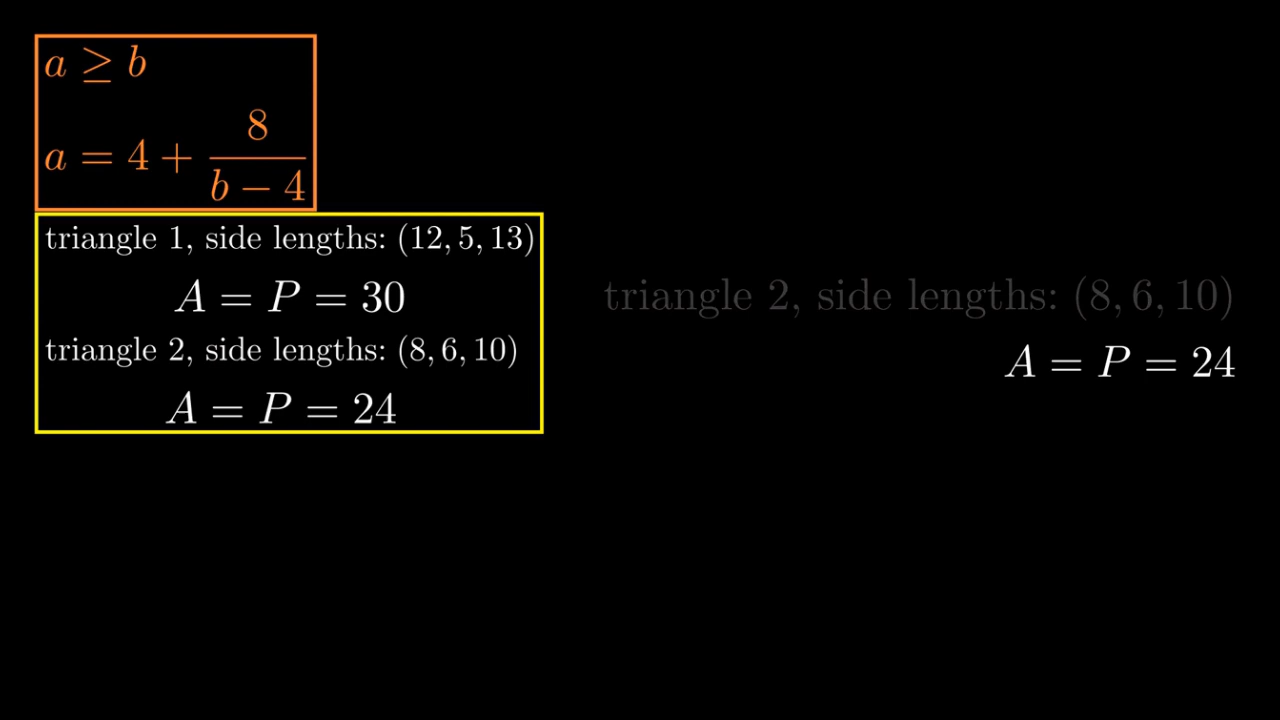 a ≥ b
a = 4 + 8/(b − 4)
triangle 1, side lengths: (12, 5, 13)
A = P = 30
triangle 2, side lengths: (8, 6, 10)
A = P = 24
triangle 2, side lengths: (8, 6, 10)
A = P = 24